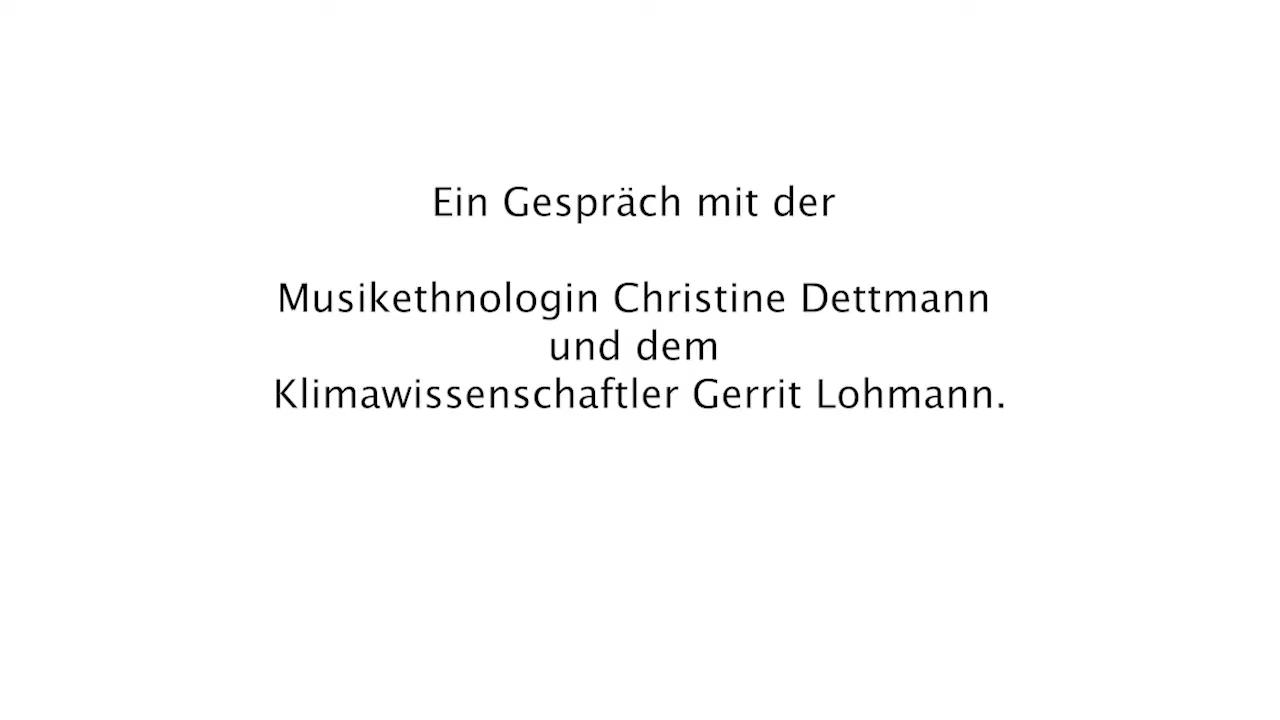 Ein Gespräch mit der
Musikethnologin Christine Dettmann
und dem
Klimawissenschaftler Gerrit Lohmann.